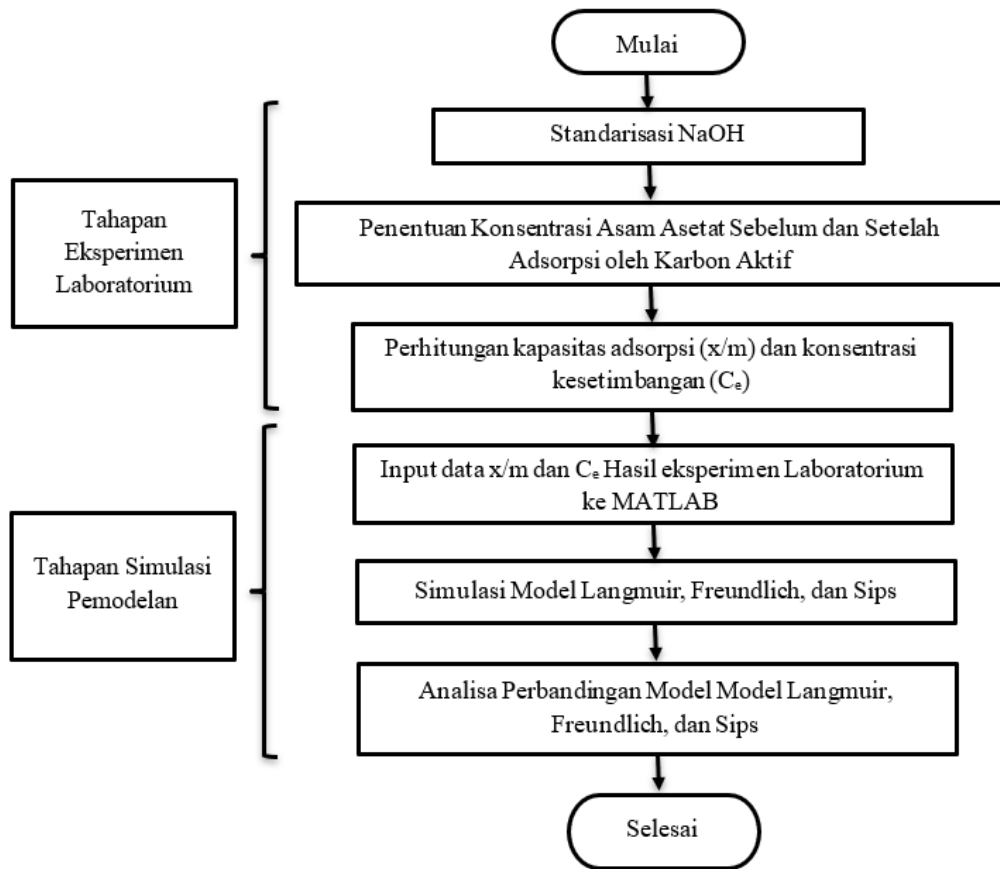 Mulai
Standarisasi NaOH
Tahapan
Eksperimen
Laboratorium
Penentuan Konsentrasi Asam Asetat Sebelum dan Setelah
Adsorpsi oleh Karbon Aktif
Perhitungan kapasitas adsorpsi (x/m) dan konsentrasi
kesetimbangan (Cₑ)
Input data x/m dan Cₑ Hasil eksperimen Laboratorium
ke MATLAB
Tahapan Simulasi
Pemodelan
Simulasi Model Langmuir, Freundlich, dan Sips
Analisa Perbandingan Model Model Langmuir,
Freundlich, dan Sips
Selesai